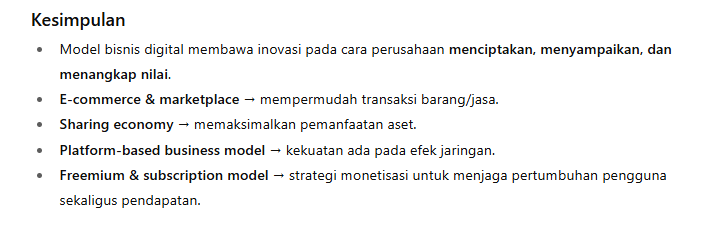 Kesimpulan
• Model bisnis digital membawa inovasi pada cara perusahaan menciptakan, menyampaikan, dan
menangkap nilai.
• E-commerce & marketplace → mempermudah transaksi barang/jasa.
• Sharing economy → memaksimalkan pemanfaatan aset.
• Platform-based business model → kekuatan ada pada efek jaringan.
• Freemium & subscription model → strategi monetisasi untuk menjaga pertumbuhan pengguna
sekaligus pendapatan.